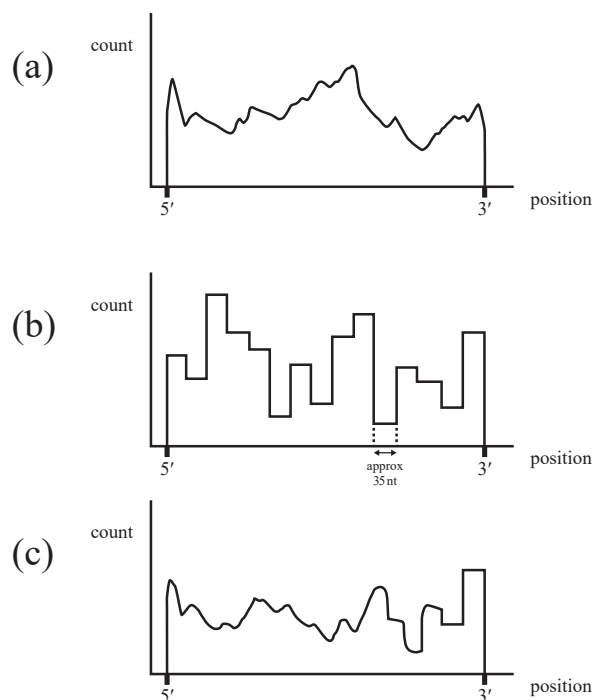 (a)
count
5′
3′
position
(b)
count
5′
3′
position
approx
35 nt
(c)
count
5′
3′
position